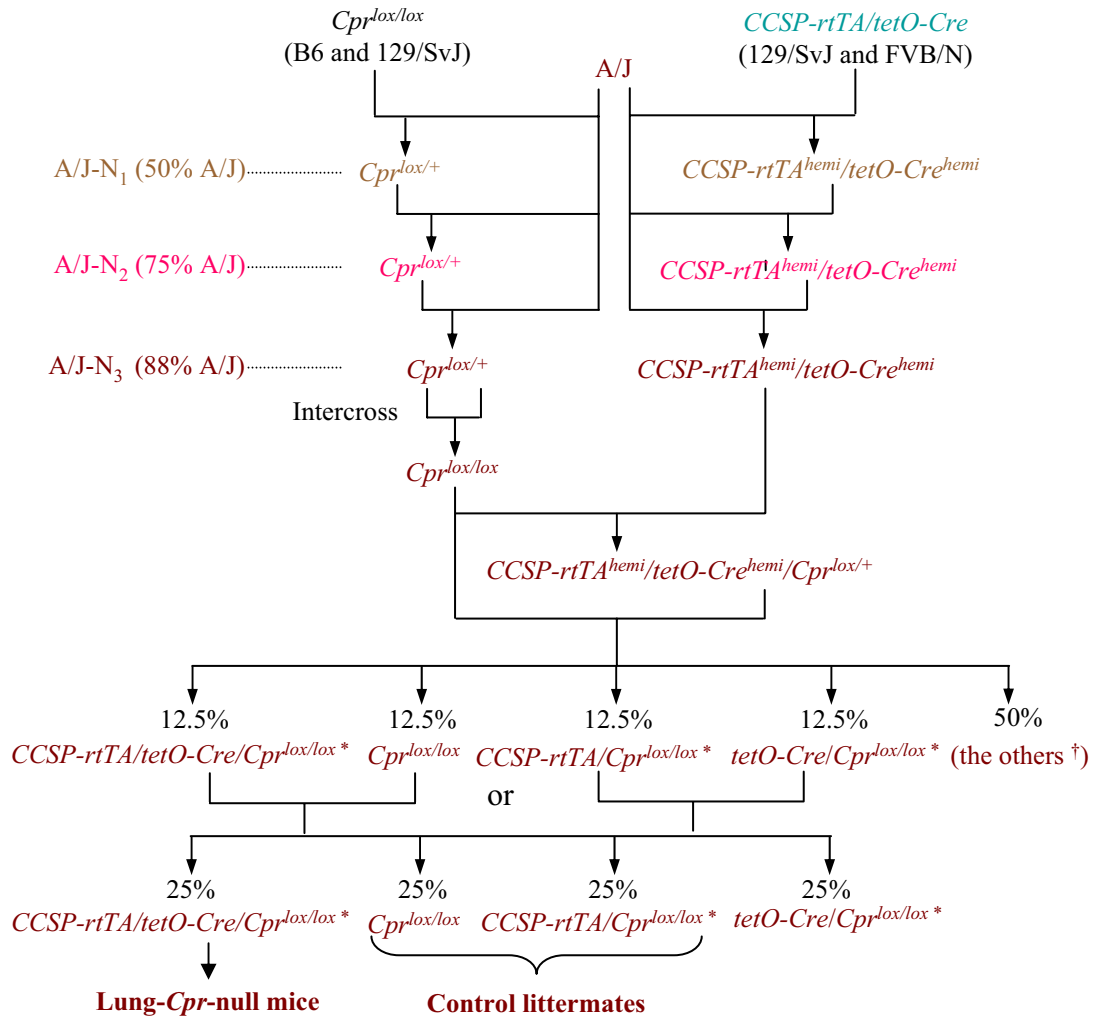 Cpr^lox/lox
(B6 and 129/SvJ)
A/J
CCSP-rtTA/tetO-Cre
(129/SvJ and FVB/N)
A/J-N₁ (50% A/J)
Cpr^lox/+
CCSP-rtTA^hemi/tetO-Cre^hemi
A/J-N₂ (75% A/J)
Cpr^lox/+
CCSP-rtTA^hemi/tetO-Cre^hemi
A/J-N₃ (88% A/J)
Cpr^lox/+
CCSP-rtTA^hemi/tetO-Cre^hemi
Intercross
Cpr^lox/lox
CCSP-rtTA^hemi/tetO-Cre^hemi/Cpr^lox/+
12.5% 12.5% 12.5% 12.5% 50%
CCSP-rtTA/tetO-Cre/Cpr^lox/lox * Cpr^lox/lox CCSP-rtTA/Cpr^lox/lox * tetO-Cre/Cpr^lox/lox * (the others †)
or
25% 25% 25% 25%
CCSP-rtTA/tetO-Cre/Cpr^lox/lox * Cpr^lox/lox CCSP-rtTA/Cpr^lox/lox * tetO-Cre/Cpr^lox/lox *
Lung-Cpr-null mice
Control littermates